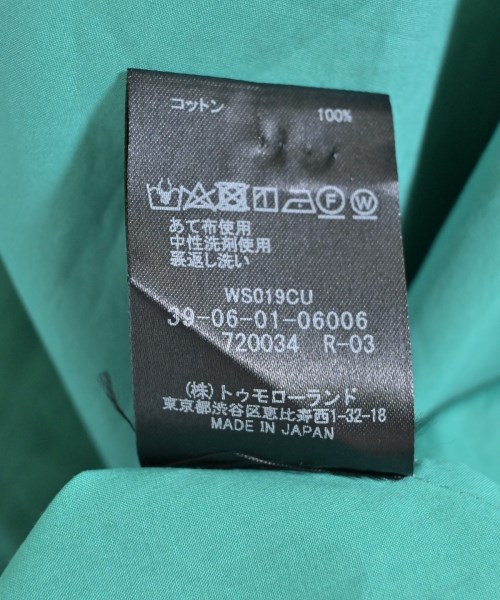 コットン 100%
F W
あて布使用
中性洗剤使用
裏返し洗い
WS019CU
39-06-01-06006
720034 R-03
(株)トゥモローランド
東京都渋谷区恵比寿西1-32-18
MADE IN JAPAN